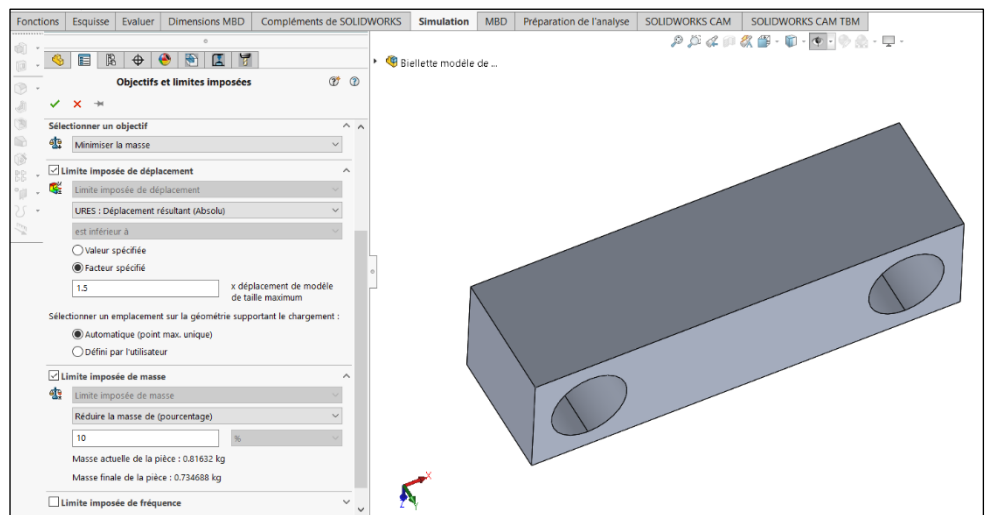 Fonctions Esquisse Evaluer Dimensions MBD Compléments de SOLIDWORKS Simulation MBD Préparation de l'analyse SOLIDWORKS CAM SOLIDWORKS CAM TBM
Biellette modéle de ...
Objectifs et limites imposées
Sélectionner un objectif
Minimiser la masse
Limite imposée de déplacement
Limite imposée de déplacement
URES : Déplacement résultant (Absolu)
est inférieur à
Valeur spécifiée
Facteur spécifié
1.5 x déplacement de modèle
de taille maximum
Sélectionner un emplacement sur la géométrie supportant le chargement :
Automatique (point max. unique)
Défini par l'utilisateur
Limite imposée de masse
Limite imposée de masse
Réduire la masse de (pourcentage)
10 %
Masse actuelle de la pièce : 0.81632 kg
Masse finale de la pièce : 0.734688 kg
Limite imposée de fréquence
X
Y
Z